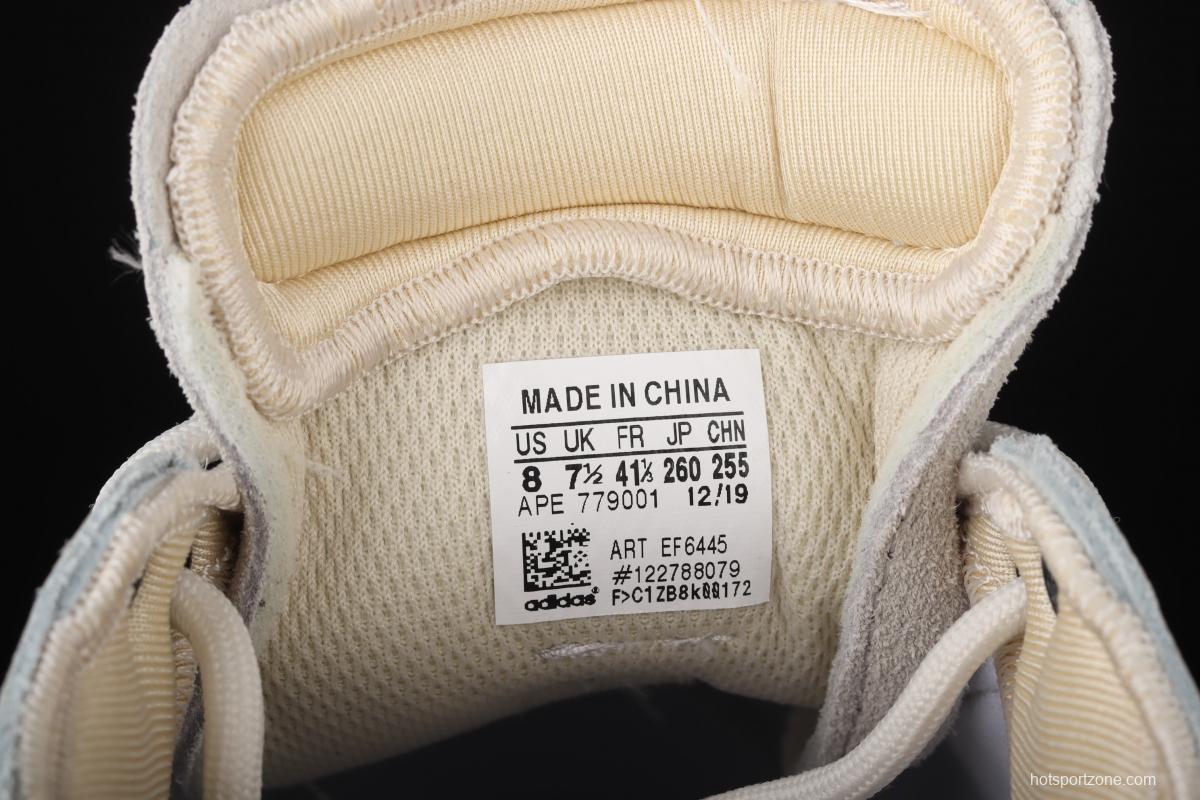 MADE IN CHINA
US UK FR JP CHN
8 7½ 41⅓ 260 255
APE 779001 12/19
ART EF6445
#122788079
adidas® F>C1ZB8k00172
hotsportzone.com